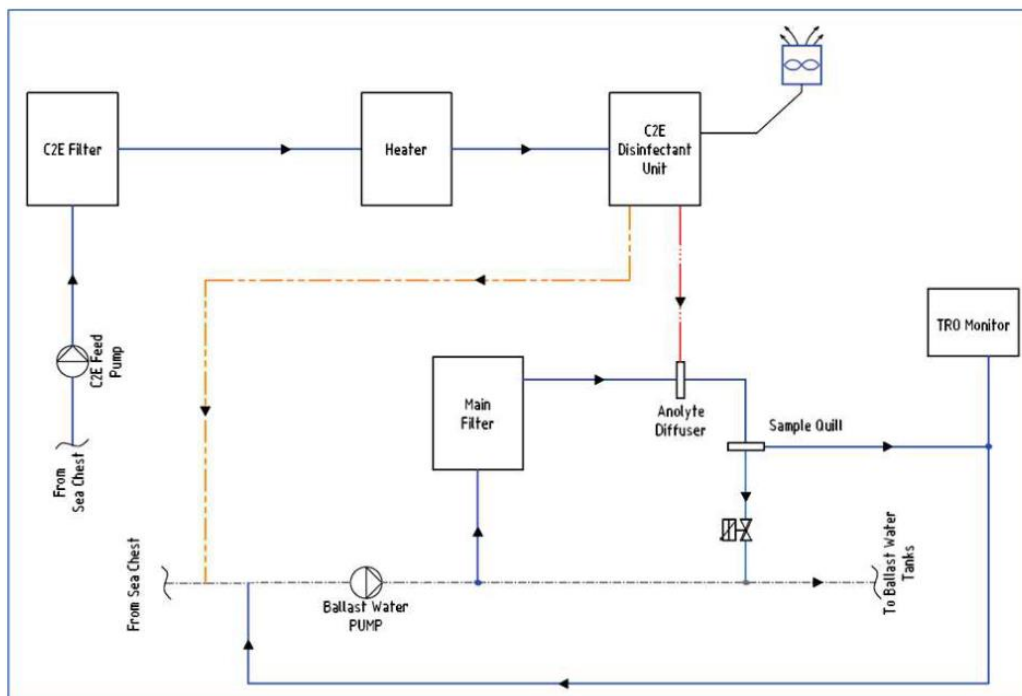 C2E Filter
Heater
C2E
Disinfectant
Unit
C2E Feed
Pump
From
Sea Chest
TRO Monitor
Main
Filter
Anolyte
Diffuser
Sample Quill
From Sea Chest
Ballast Water
PUMP
To Ballast Water
Tanks